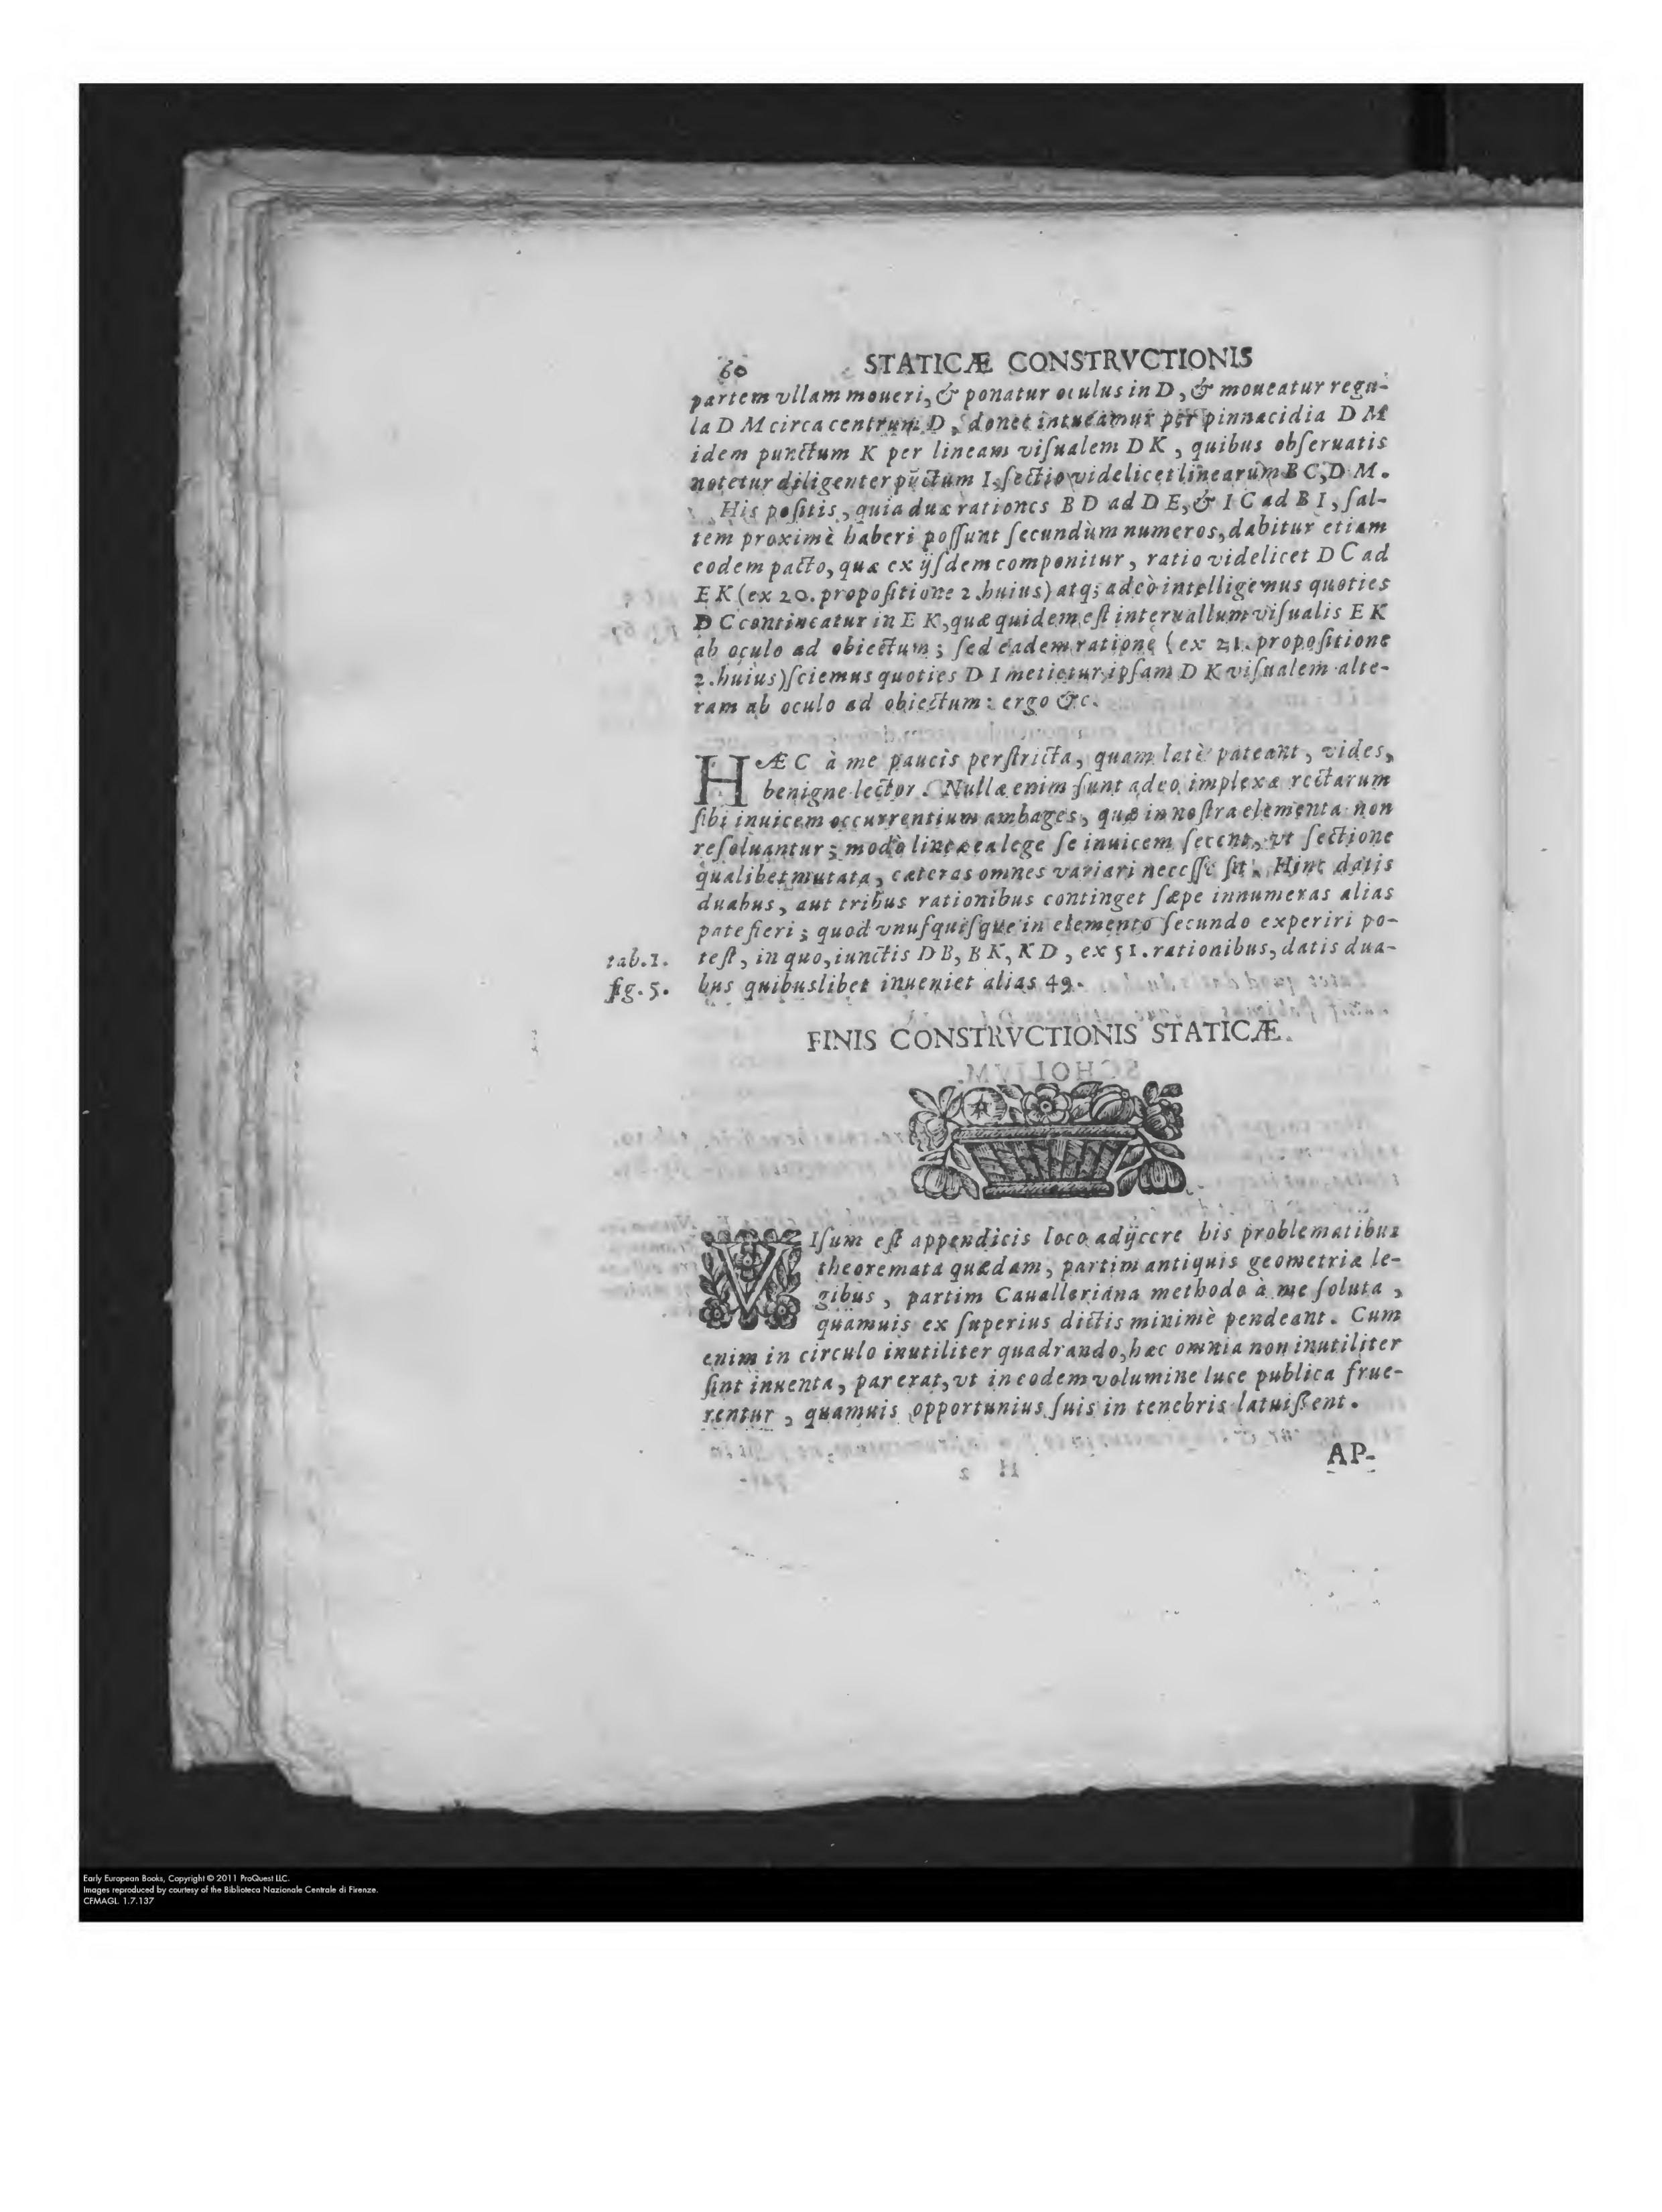 60 STATICÆ CONSTRVCTIONIS
partem vllam moueri, & ponatur oculus in D, & moueatur regu-
la D M circa centrum D, donec intueamur per pinnacidia D M
idem punctum K per lineam viſualem D K, quibus obſeruatis
notetur diligenter pūctum I, ſectio videlicet linearum B C, D M.
His poſitis, quia duæ rationes B D ad D E, & I C ad B I, ſal-
tem proximè haberi poſſunt ſecundùm numeros, dabitur etiam
eodem pacto, quæ ex ijſdem componitur, ratio videlicet D C ad
E K (ex 20. propoſitione 2. huius) atq; adeò intelligemus quoties
D C contineatur in E K, quæ quidem eſt interuallum viſualis E K
ab oculo ad obiectum; ſed eadem ratione (ex 21. propoſitione
2. huius) ſciemus quoties D I metietur ipſam D K viſualem alte-
ram ab oculo ad obiectum: ergo &c.
HÆC à me paucis perſtricta, quam latè pateant, vides,
benigne lector. Nullæ enim ſunt adeo implexæ rectarum
ſibi inuicem occurrentium ambages, quæ in noſtra elementa non
reſoluantur; modò lineæ ea lege ſe inuicem ſecent, vt ſectione
qualibet mutata, cæteras omnes variari neceſſe ſit. Hinc datis
duabus, aut tribus rationibus continget ſæpe innumeras alias
patefieri; quod vnuſquiſque in elemento ſecundo experiri po-
tab. 1. teſt, in quo, iunctis D B, B K, K D, ex 51. rationibus, datis dua-
fig. 5. bus quibuslibet inueniet alias 49.
FINIS CONSTRVCTIONIS STATICÆ.
VIſum eſt appendicis loco adijcere his problematibus
theoremata quædam, partim antiquis geometriæ le-
gibus, partim Caualleriana methodo à me ſoluta,
quamuis ex ſuperius dictis minimè pendeant. Cum
enim in circulo inutiliter quadrando, hæc omnia non inutiliter
ſint inuenta, par erat, vt in eodem volumine luce publica frue-
rentur, quamuis opportunius ſuis in tenebris latuiſſent.
AP-
Early European Books, Copyright © 2011 ProQuest LLC.
Images reproduced by courtesy of the Biblioteca Nazionale Centrale di Firenze.
CFMAGL. 1.7.137